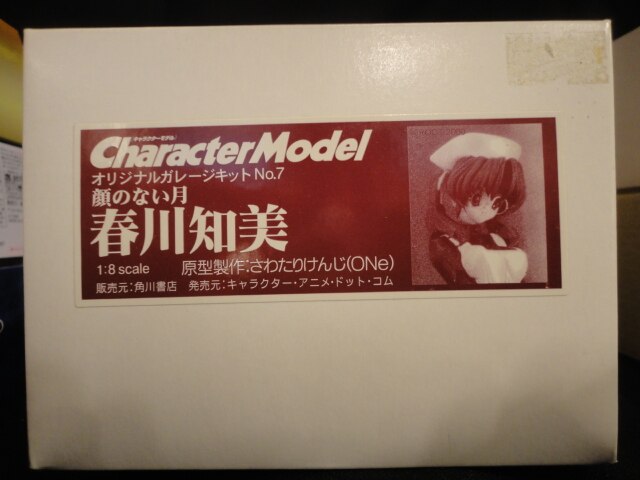 キャラクターモデル
CharacterModel
オリジナルガレージキット No.7
顔のない月
春川知美
1:8 scale 原型製作:さわたりけんじ(ONe)
販売元:角川書店 発売元:キャラクター・アニメ・ドット・コム